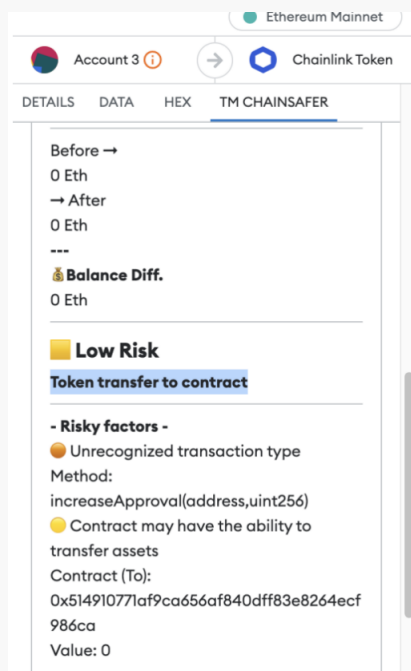 Ethereum Mainnet
Account 3 Chainlink Token
DETAILS DATA HEX TM CHAINSAFER
Before →
0 Eth
→ After
0 Eth
---
💰Balance Diff.
0 Eth
🟨 Low Risk
Token transfer to contract
- Risky factors -
🟠 Unrecognized transaction type
Method:
increaseApproval(address,uint256)
🟡 Contract may have the ability to
transfer assets
Contract (To):
0x514910771af9ca656af840dff83e8264ecf
986ca
Value: 0